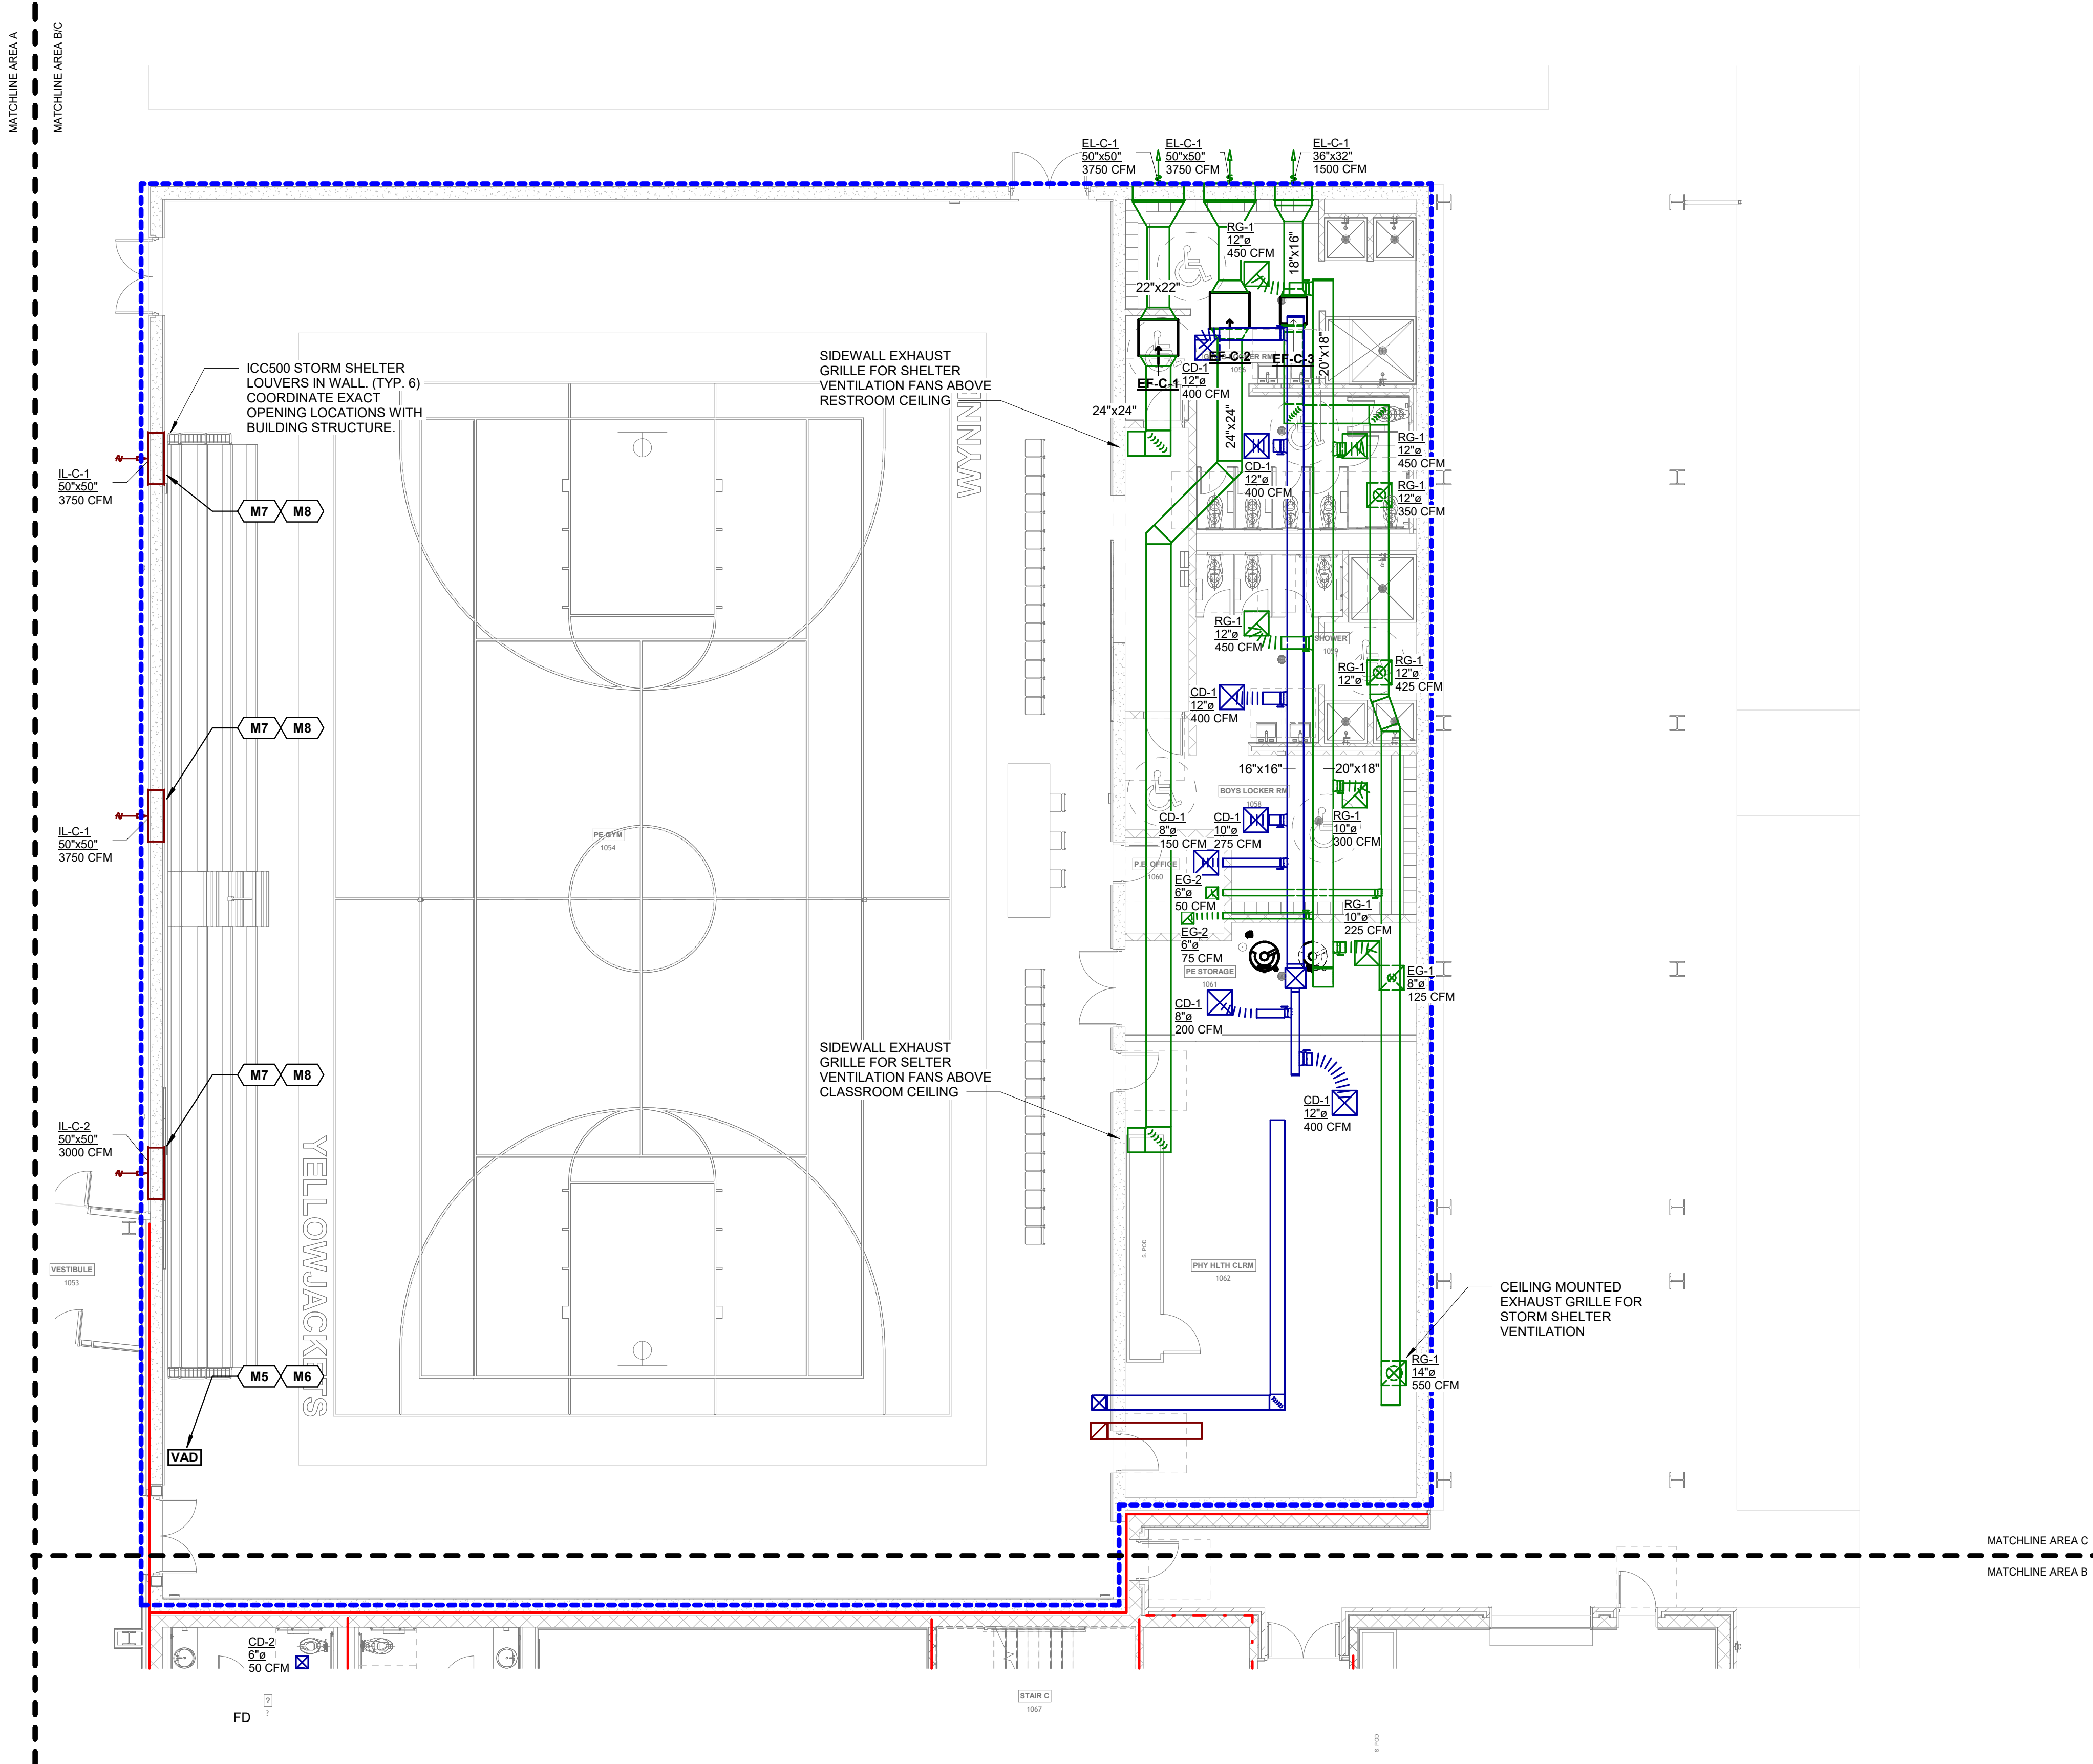 MATCHLINE AREA A
MATCHLINE AREA B/C
EL-C-1
50"x50"
3750 CFM
EL-C-1
50"x50"
3750 CFM
EL-C-1
36"x32"
1500 CFM
RG-1
12"ø
450 CFM
18"x16"
22"x22"
20"x18"
ICC500 STORM SHELTER
LOUVERS IN WALL. (TYP. 6)
COORDINATE EXACT
OPENING LOCATIONS WITH
BUILDING STRUCTURE.
SIDEWALL EXHAUST
GRILLE FOR SHELTER
VENTILATION FANS ABOVE
RESTROOM CEILING
WYNNE
EF-C-1
EF-C-2
EF-C-3
1056
CD-1
12"ø
400 CFM
24"x24"
24"x24"
IL-C-1
50"x50"
3750 CFM
M7
M8
CD-1
12"ø
400 CFM
RG-1
12"ø
450 CFM
RG-1
12"ø
350 CFM
RG-1
12"ø
450 CFM
SHOWER
1059
RG-1
12"ø
RG-1
12"ø
425 CFM
CD-1
12"ø
400 CFM
M7
M8
IL-C-1
50"x50"
3750 CFM
16"x16"
20"x18"
BOYS LOCKER RM
1058
PE GYM
1054
CD-1
8"ø
150 CFM
CD-1
10"ø
275 CFM
RG-1
10"ø
300 CFM
P.E. OFFICE
1060
EG-2
6"ø
50 CFM
RG-1
10"ø
225 CFM
EG-2
6"ø
75 CFM
PE STORAGE
1061
EG-1
8"ø
125 CFM
CD-1
8"ø
200 CFM
SIDEWALL EXHAUST
GRILLE FOR SELTER
VENTILATION FANS ABOVE
CLASSROOM CEILING
M7
M8
CD-1
12"ø
400 CFM
IL-C-2
50"x50"
3000 CFM
YELLOWJACKETS
VESTIBULE
1053
S. POD
PHY HLTH CLRM
1062
CEILING MOUNTED
EXHAUST GRILLE FOR
STORM SHELTER
VENTILATION
RG-1
14"ø
550 CFM
M5
M6
VAD
MATCHLINE AREA C
MATCHLINE AREA B
CD-2
6"ø
50 CFM
?
?
FD
STAIR C
1067
S. POD